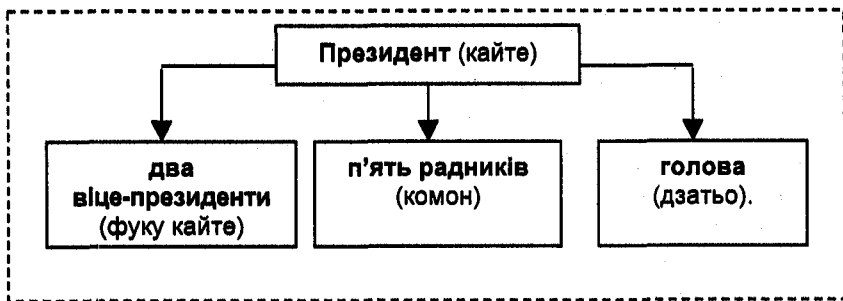 Президент (кайте)
два
віце-президенти
(фуку кайте)
п'ять радників
(комон)
голова
(дзатьо).